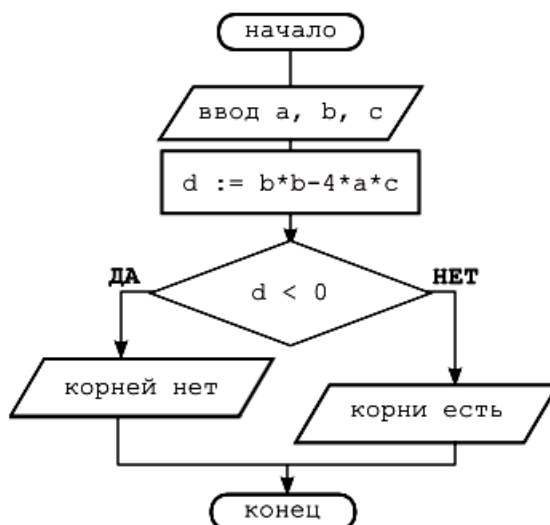 начало
ввод a, b, c
d := b*b-4*a*c
ДА
НЕТ
d < 0
корней нет
корни есть
конец